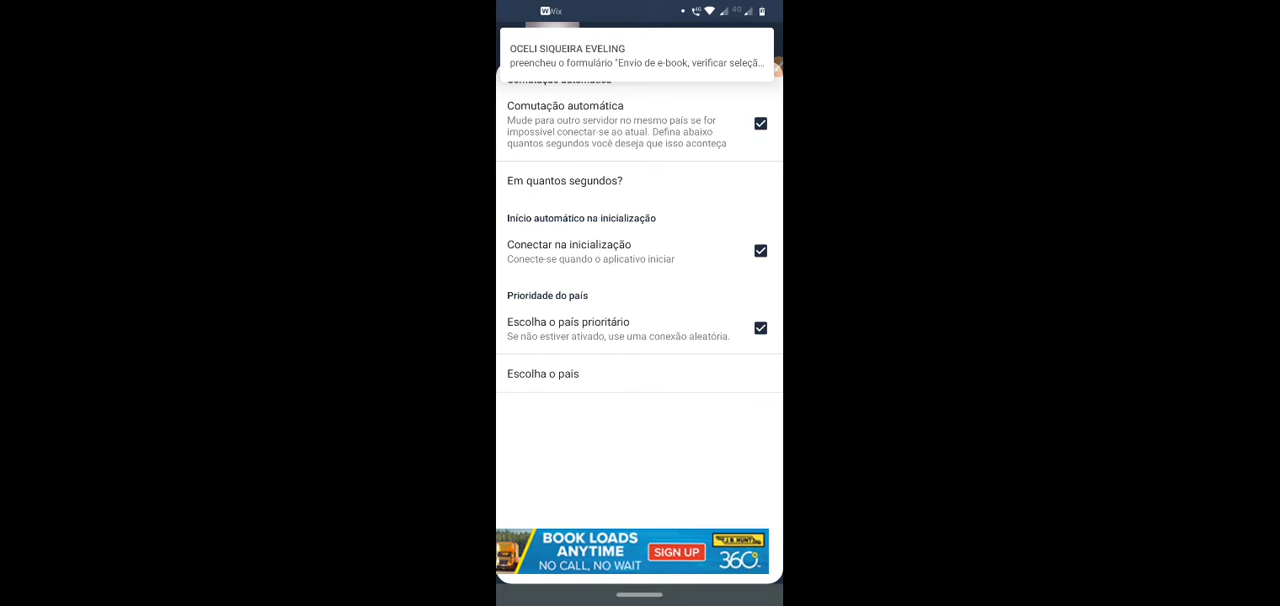 Wix
4G
OCELI SIQUEIRA EVELING
preencheu o formulário "Envio de e-book, verificar seleçã...
Comutação automática
Comutação automática
Mude para outro servidor no mesmo país se for
impossível conectar-se ao atual. Defina abaixo
quantos segundos você deseja que isso aconteça
Em quantos segundos?
Início automático na inicialização
Conectar na inicialização
Conecte-se quando o aplicativo iniciar
Prioridade do país
Escolha o país prioritário
Se não estiver ativado, use uma conexão aleatória.
Escolha o país
BOOK LOADS
ANYTIME
NO CALL, NO WAIT
SIGN UP
J.B. HUNT
360°